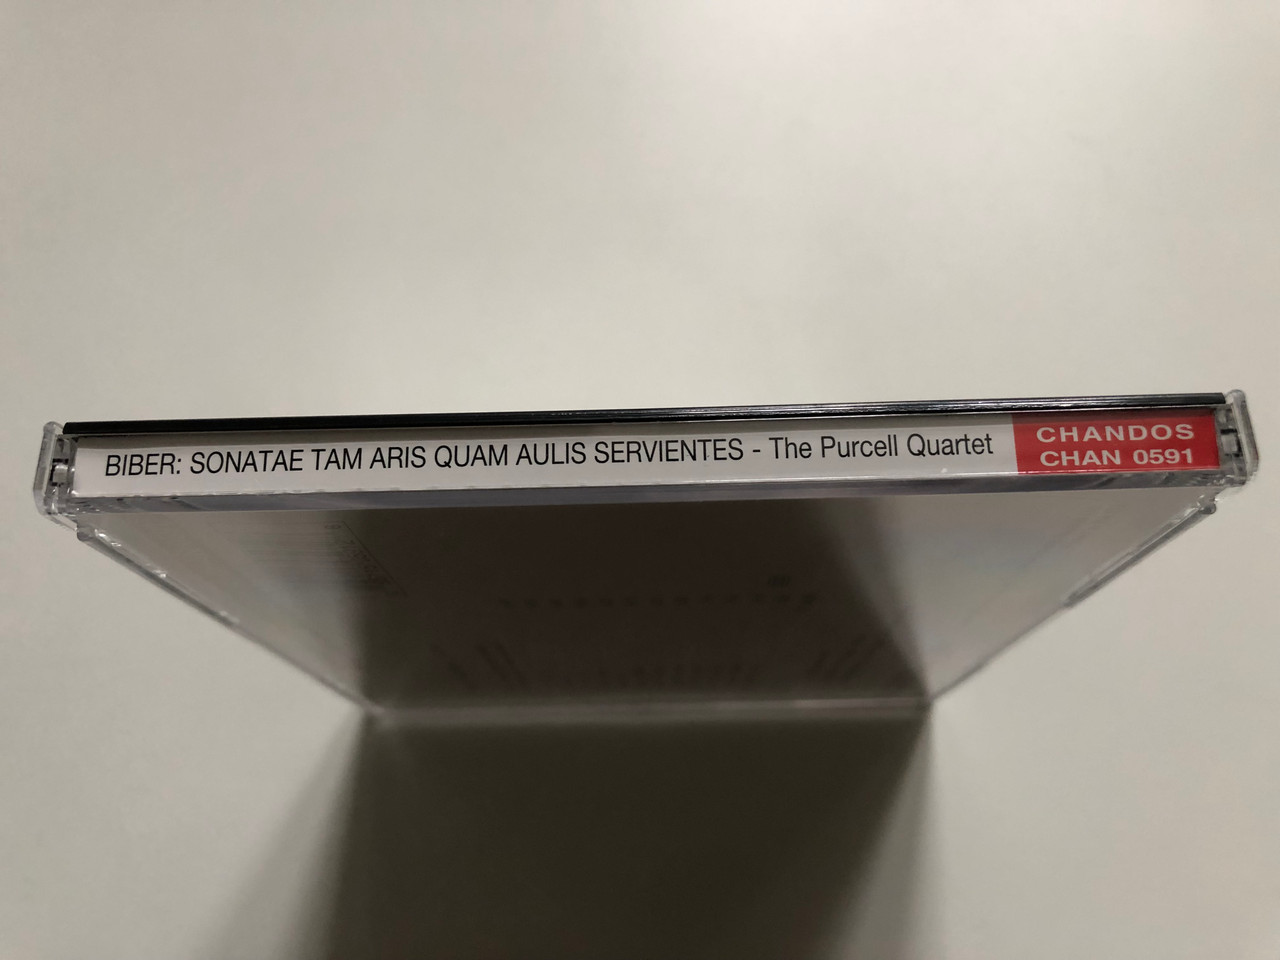 BIBER: SONATAE TAM ARIS QUAM AULIS SERVIENTES - The Purcell Quartet
CHANDOS
CHAN 0591